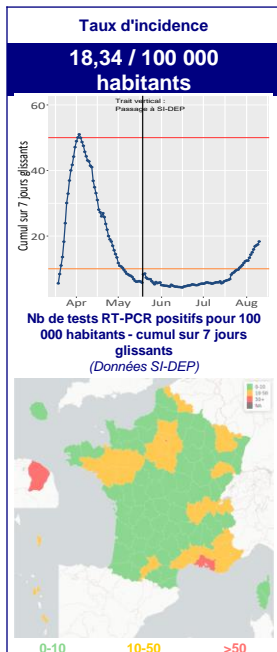 Taux d'incidence
18,34 / 100 000
habitants
Trait vertical :
Passage à SI-DEP
Cumul sur 7 jours glissants
60
40
20
Apr May Jun Jul Aug
Nb de tests RT-PCR positifs pour 100
000 habitants - cumul sur 7 jours
glissants
(Données SI-DEP)
0-10
10-50
50+
NA
0-10 10-50 >50